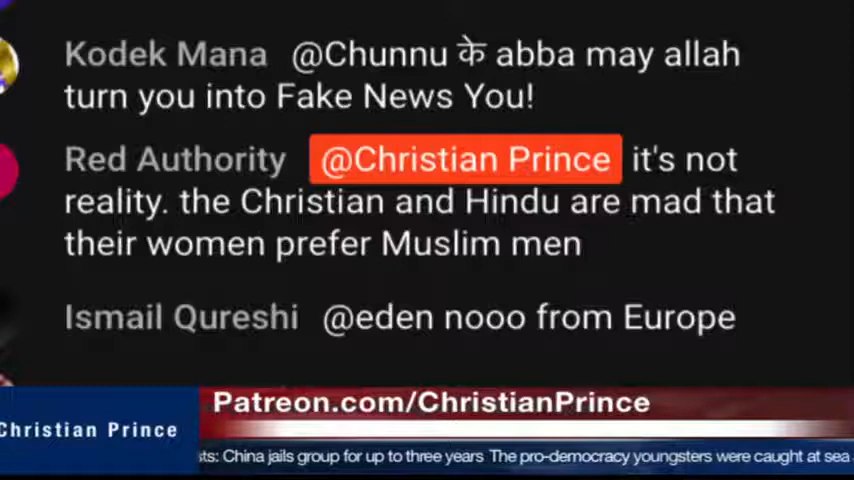 Kodek Mana @Chunnu के abba may allah
turn you into Fake News You!
Red Authority @Christian Prince it's not
reality. the Christian and Hindu are mad that
their women prefer Muslim men
Ismail Qureshi @eden nooo from Europe
Patreon.com/ChristianPrince
Christian Prince
sts: China jails group for up to three years The pro-democracy youngsters were caught at sea